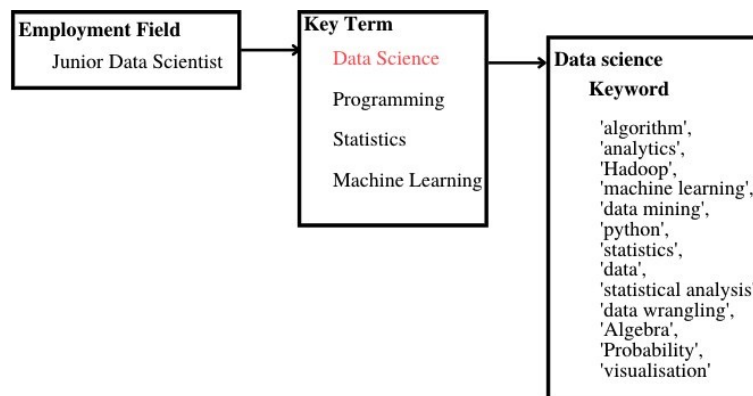 Employment Field
Junior Data Scientist
Key Term
Data Science
Programming
Statistics
Machine Learning
Data science
Keyword
'algorithm',
'analytics',
'Hadoop',
'machine learning',
'data mining',
'python',
'statistics',
'data',
'statistical analysis'
'data wrangling',
'Algebra',
'Probability',
'visualisation'